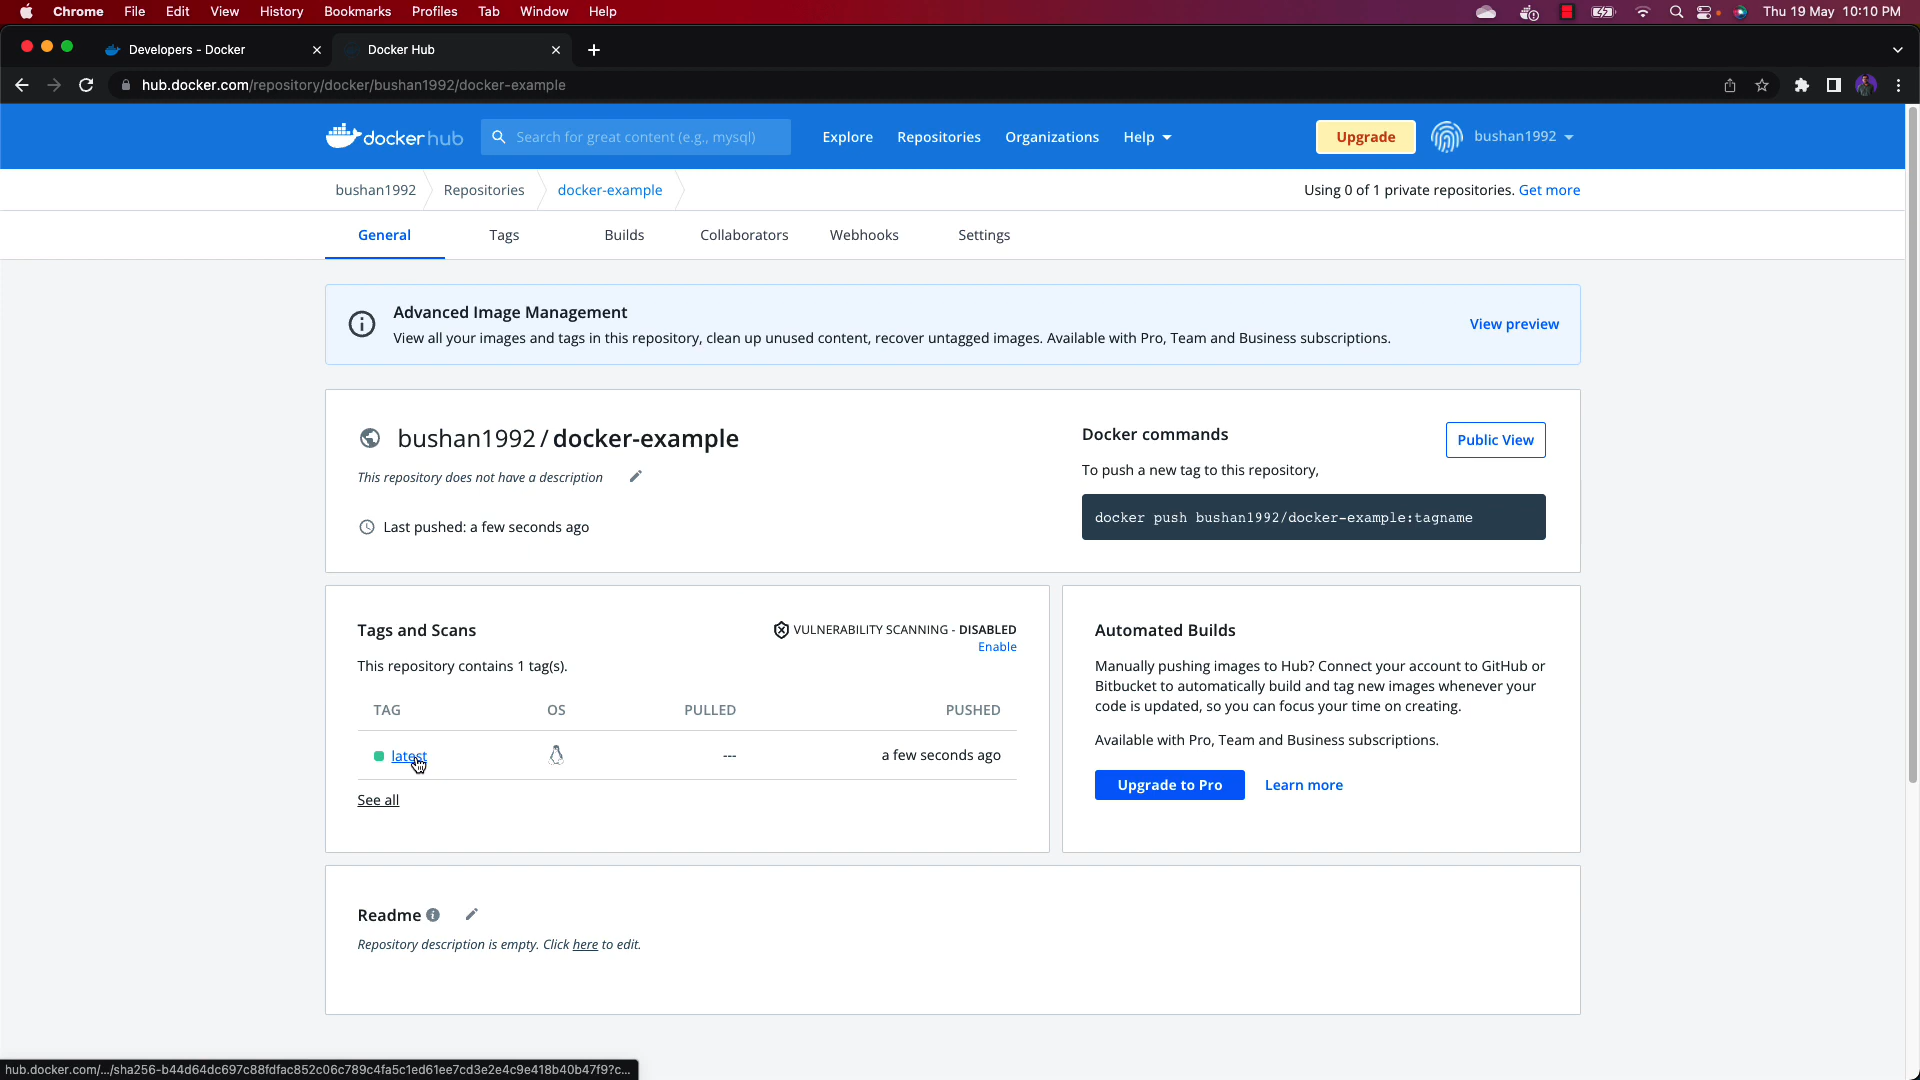 Chrome File Edit View History Bookmarks Profiles Tab Window Help Thu 19 May 10:10 PM
Developers - Docker Docker Hub
hub.docker.com/repository/docker/bushan1992/docker-example
dockerhub Search for great content (e.g., mysql) Explore Repositories Organizations Help Upgrade bushan1992
bushan1992 Repositories docker-example Using 0 of 1 private repositories. Get more
General Tags Builds Collaborators Webhooks Settings
Advanced Image Management
View all your images and tags in this repository, clean up unused content, recover untagged images. Available with Pro, Team and Business subscriptions.
View preview
bushan1992 / docker-example
This repository does not have a description
Last pushed: a few seconds ago
Docker commands
Public View
To push a new tag to this repository,
docker push bushan1992/docker-example:tagname
Tags and Scans
VULNERABILITY SCANNING - DISABLED
Enable
This repository contains 1 tag(s).
TAG OS PULLED PUSHED
latest --- a few seconds ago
See all
Automated Builds
Manually pushing images to Hub? Connect your account to GitHub or
Bitbucket to automatically build and tag new images whenever your
code is updated, so you can focus your time on creating.
Available with Pro, Team and Business subscriptions.
Upgrade to Pro Learn more
Readme
Repository description is empty. Click here to edit.
hub.docker.com/.../sha256-b44d64dc697c88fdfac852c06c789c4fa5c1ed61ee7cd3e2e4c9e418b40b47f9?c...